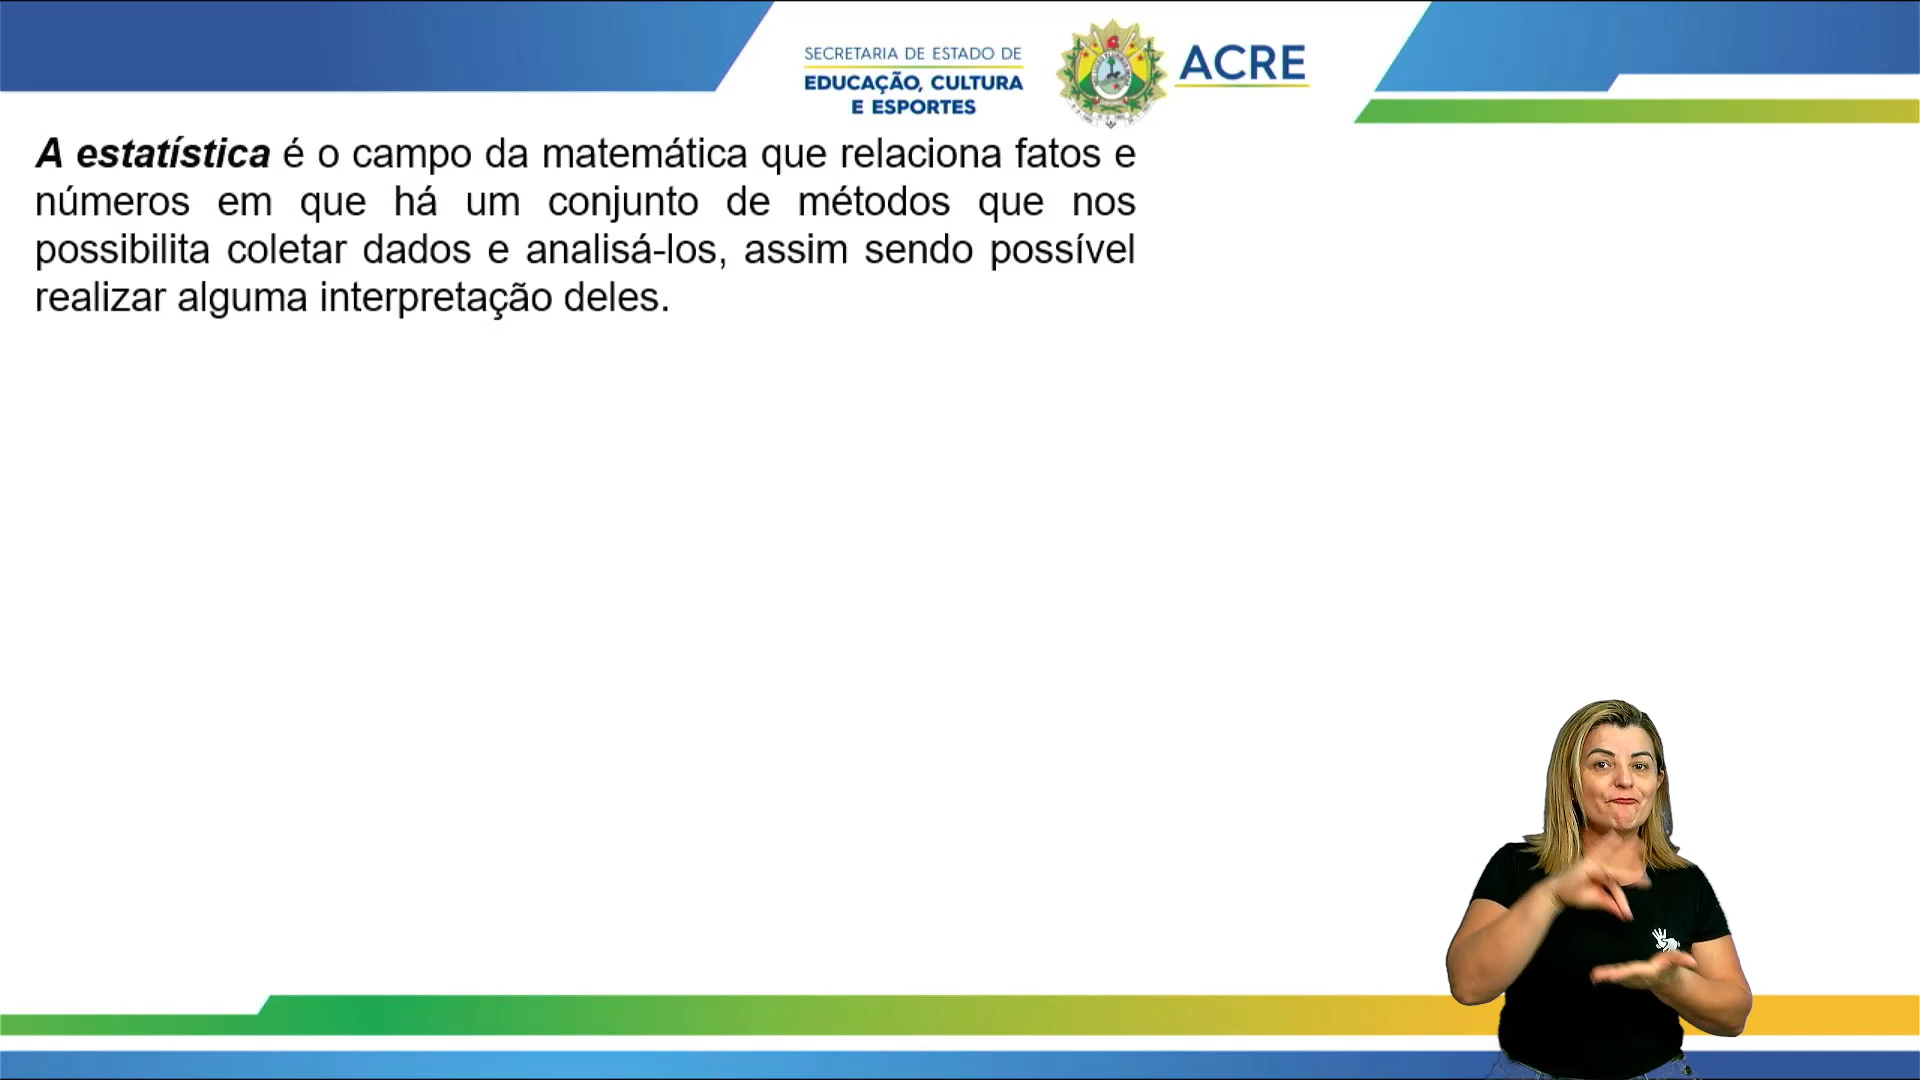 SECRETARIA DE ESTADO DE
EDUCAÇÃO, CULTURA
E ESPORTES
ACRE
A estatística é o campo da matemática que relaciona fatos e
números em que há um conjunto de métodos que nos
possibilita coletar dados e analisá-los, assim sendo possível
realizar alguma interpretação deles.